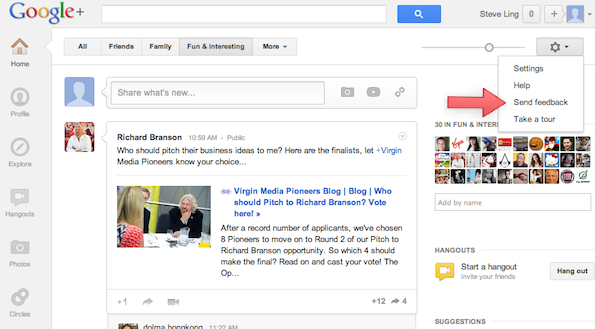 Google+
Steve Ling
0
+
Home
Profile
Explore
Hangouts
Photos
Circles
All
Friends
Family
Fun & Interesting
More
Settings
Help
Send feedback
Take a tour
Share what's new...
Richard Branson 10:59 AM - Public
Who should pitch their business ideas to me? Here are the finalists, let +Virgin
Media Pioneers know your choice...
Virgin Media Pioneers Blog | Blog | Who
should Pitch to Richard Branson? Vote
here! »
After a record number of applicants, we've chosen
8 Pioneers to move on to Round 2 of our Pitch to
Richard Branson opportunity. So which 4 should
make the final? Read on and cast your vote! The
Op...
+1
+12
4
dolma hongkong 11:22 AM
30 IN FUN & INTER
Add by name
HANGOUTS
Start a hangout
Invite your friends
Hang out
SUGGESTIONS